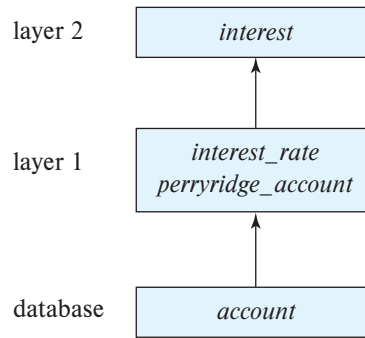 layer 2
interest
layer 1
interest_rate
perryridge_account
database
account